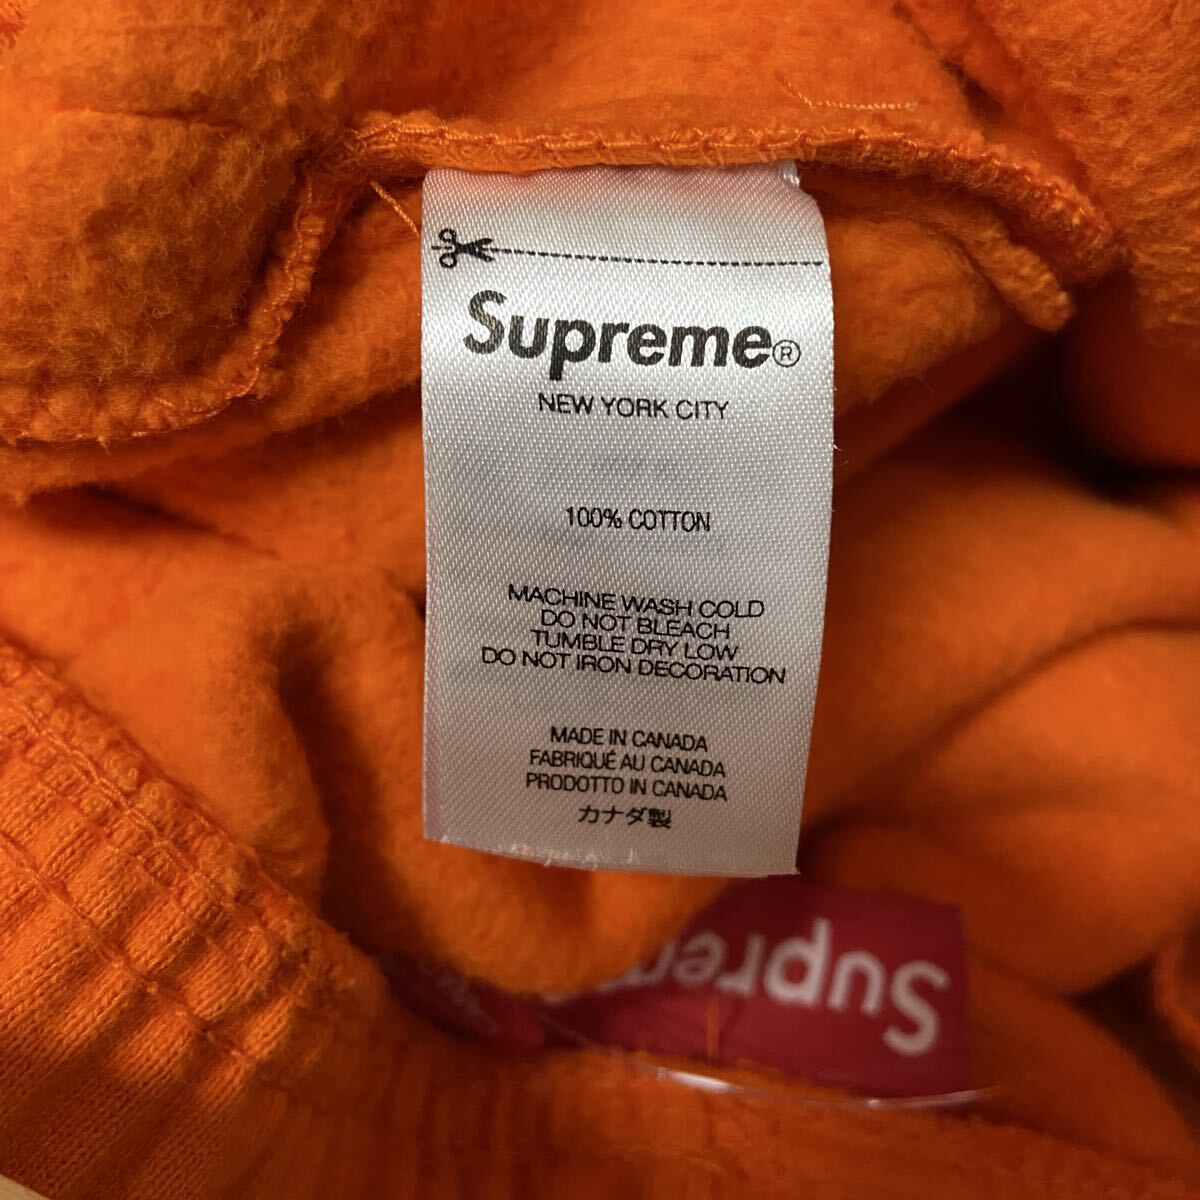 Supreme®
NEW YORK CITY
100% COTTON
MACHINE WASH COLD
DO NOT BLEACH
TUMBLE DRY LOW
DO NOT IRON DECORATION
MADE IN CANADA
FABRIQUÉ AU CANADA
PRODOTTO IN CANADA
カナダ製
Suprem